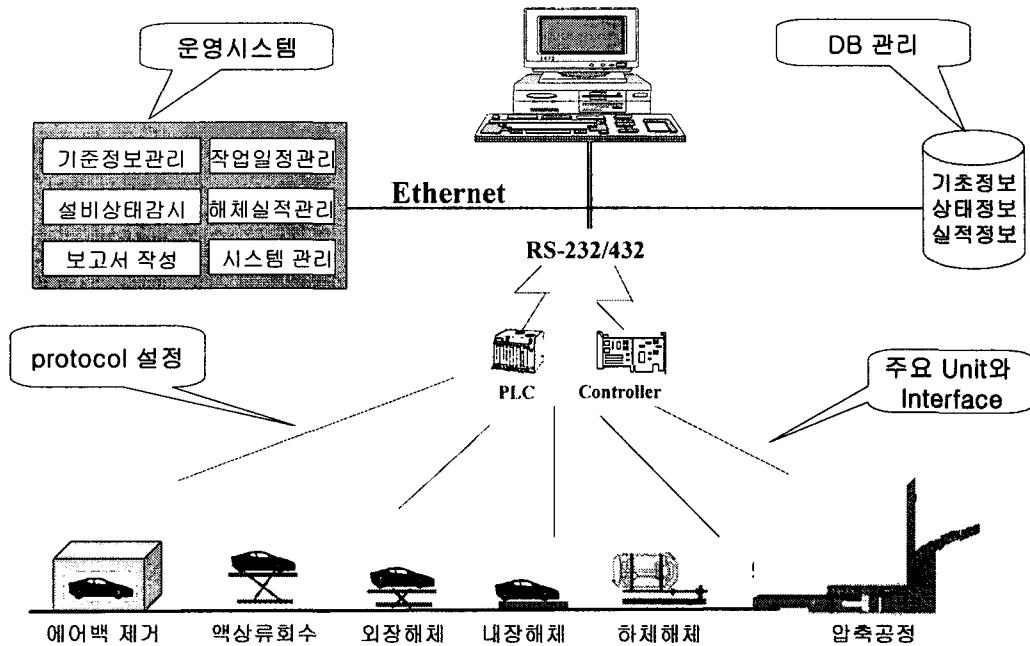 운영시스템
DB 관리
기준정보관리
작업일정관리
설비상태감시
해체실적관리
보고서 작성
시스템 관리
Ethernet
기초정보
상태정보
실적정보
RS-232/432
protocol 설정
PLC
Controller
주요 Unit와
Interface
에어백 제거
액상류회수
외장해체
내장해체
하체해체
압축공정